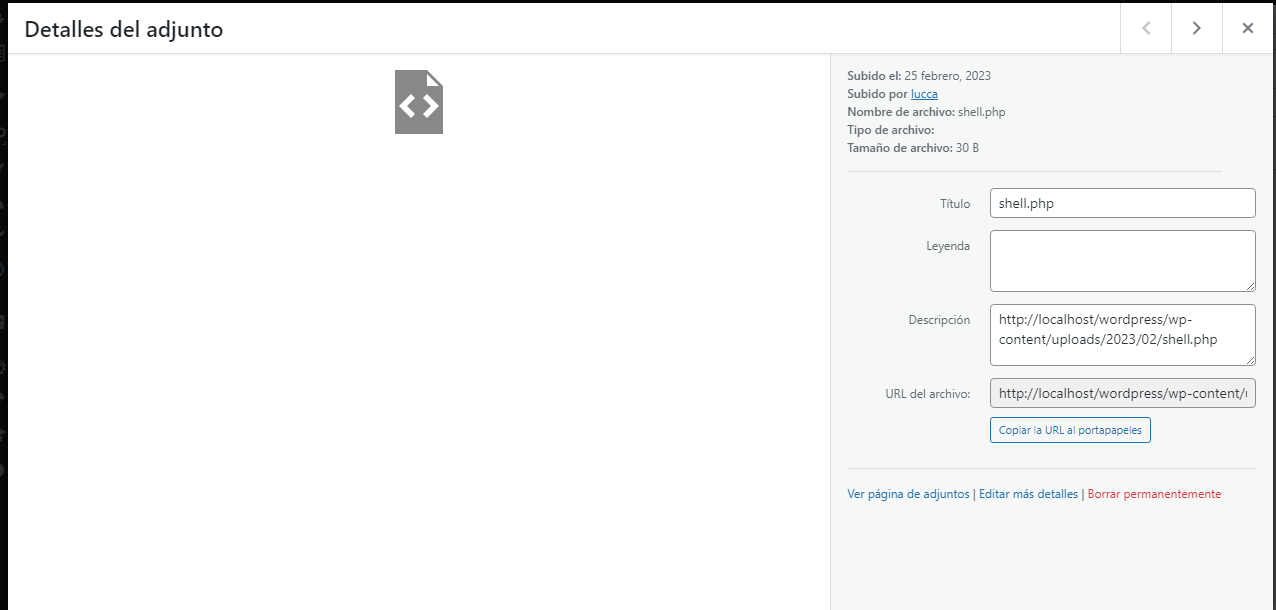 Detalles del adjunto
Subido el: 25 febrero, 2023
Subido por lucca
Nombre de archivo: shell.php
Tipo de archivo:
Tamaño de archivo: 30 B
Título
shell.php
Leyenda
Descripción
http://localhost/wordpress/wp-
content/uploads/2023/02/shell.php
URL del archivo:
http://localhost/wordpress/wp-content/
Copiar la URL al portapapeles
Ver página de adjuntos | Editar más detalles | Borrar permanentemente